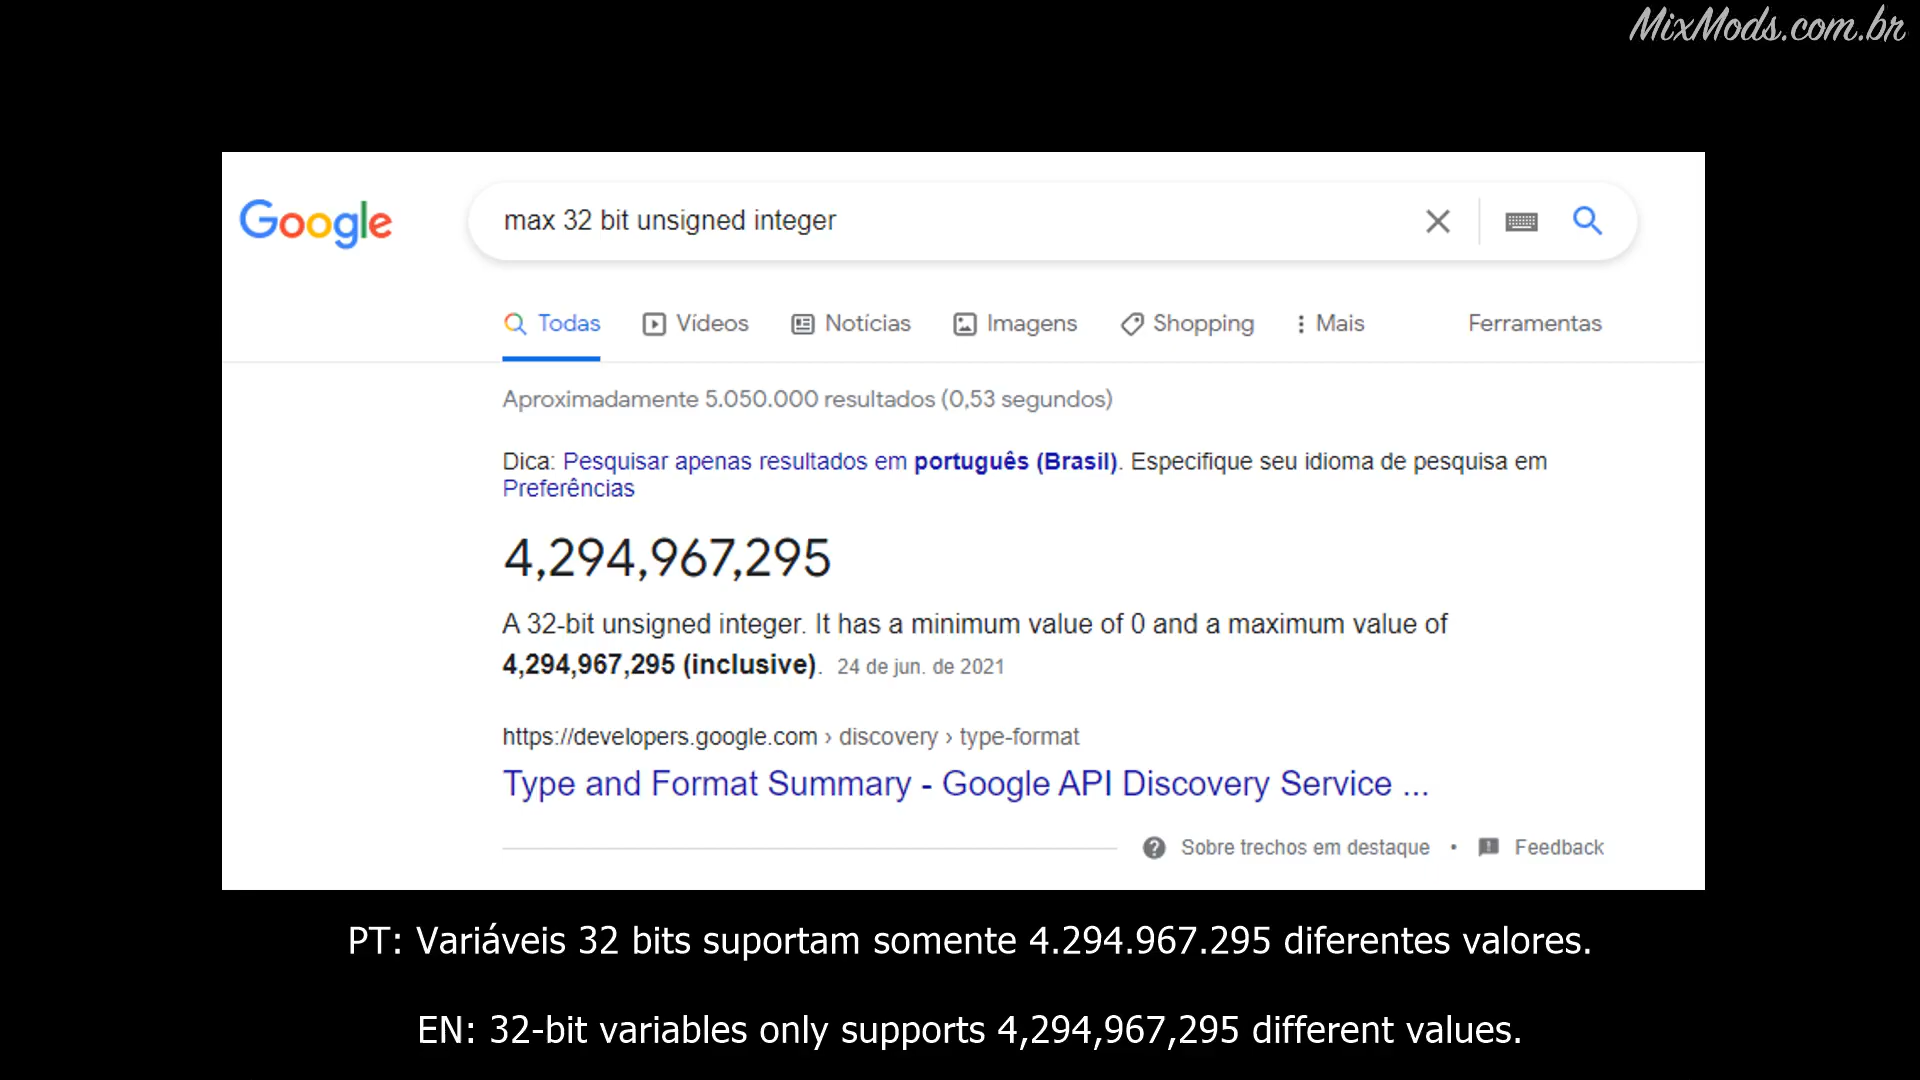 MixMods.com.br
Google
max 32 bit unsigned integer
Todas Vídeos Notícias Imagens Shopping Mais Ferramentas
Aproximadamente 5.050.000 resultados (0,53 segundos)
Dica: Pesquisar apenas resultados em português (Brasil). Especifique seu idioma de pesquisa em
Preferências
4,294,967,295
A 32-bit unsigned integer. It has a minimum value of 0 and a maximum value of
4,294,967,295 (inclusive). 24 de jun. de 2021
https://developers.google.com › discovery › type-format
Type and Format Summary - Google API Discovery Service ...
Sobre trechos em destaque • Feedback
PT: Variáveis 32 bits suportam somente 4.294.967.295 diferentes valores.
EN: 32-bit variables only supports 4,294,967,295 different values.